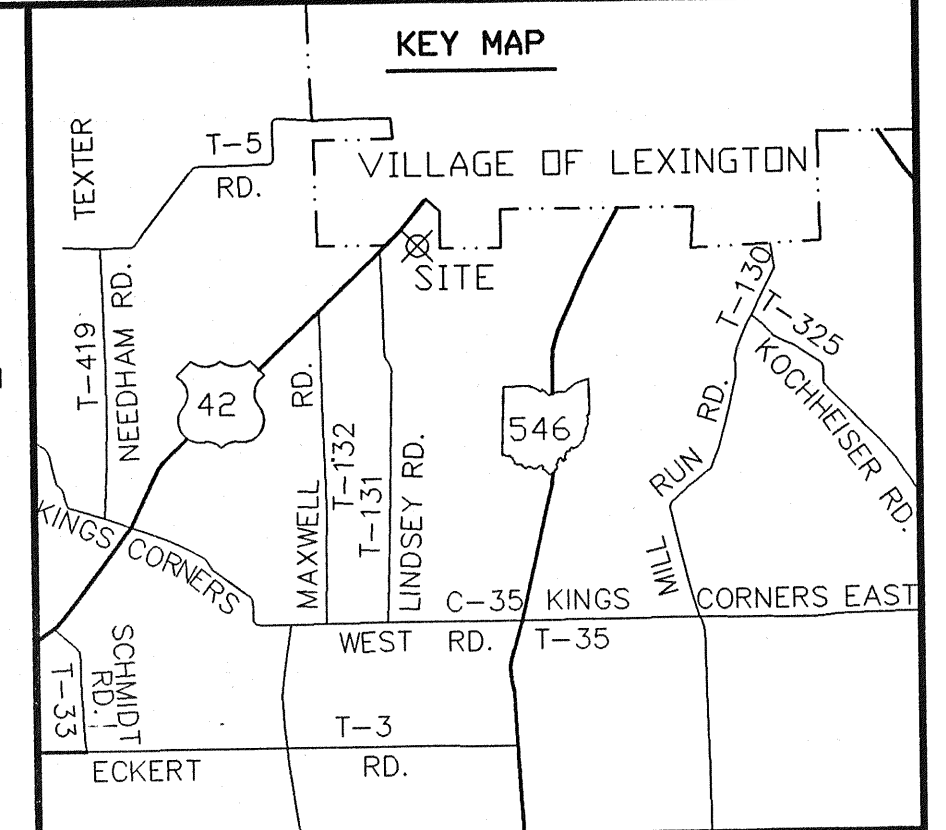 KEY MAP
TEXTER
T-5
RD.
VILLAGE OF LEXINGTON
SITE
T-419
NEEDHAM RD.
42
MAXWELL RD.
T-132
T-131
LINDSEY RD.
546
T-130
T-325
KOCHHEISER RD.
MILL RUN RD.
KINGS CORNERS
C-35 KINGS CORNERS EAST
WEST RD. T-35
SCHMIDT
RD.
T-33
T-3
ECKERT RD.